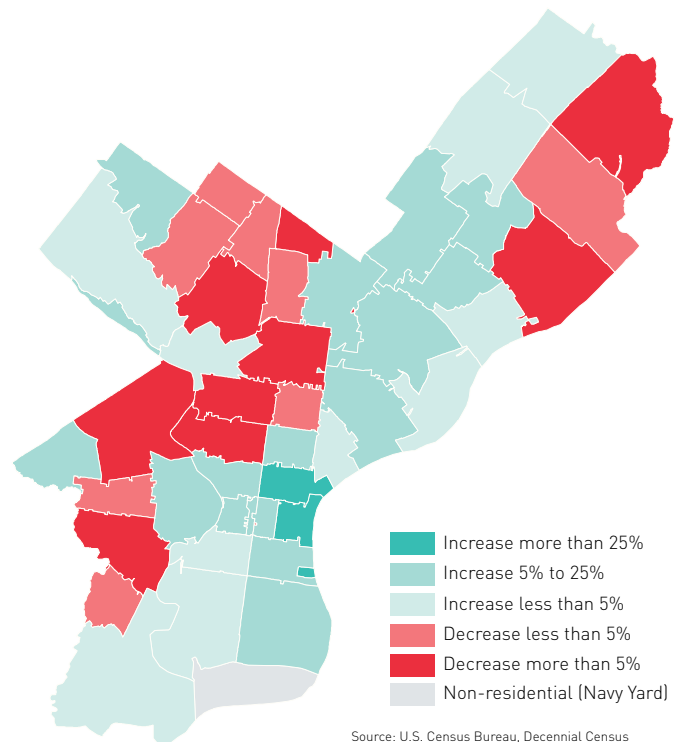 Increase more than 25%
Increase 5% to 25%
Increase less than 5%
Decrease less than 5%
Decrease more than 5%
Non-residential (Navy Yard)
Source: U.S. Census Bureau, Decennial Census